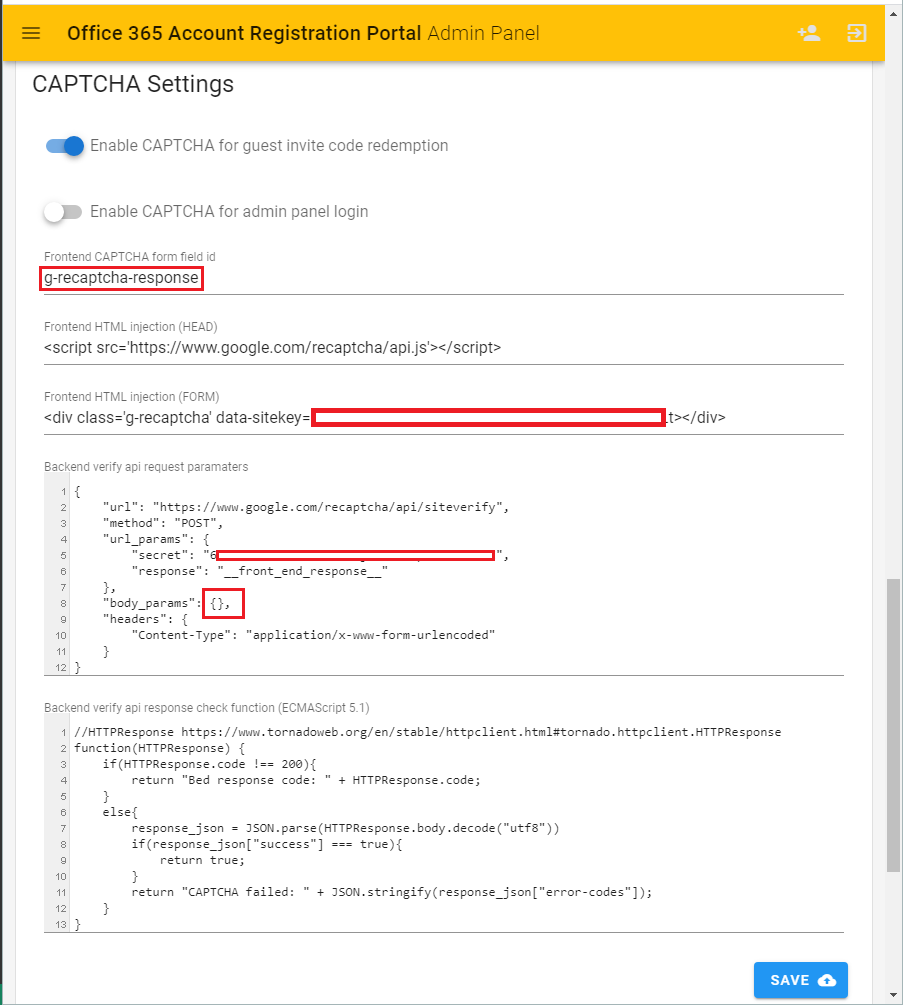 Office 365 Account Registration Portal Admin Panel
CAPTCHA Settings
Enable CAPTCHA for guest invite code redemption
Enable CAPTCHA for admin panel login
Frontend CAPTCHA form field id
g-recaptcha-response
Frontend HTML injection (HEAD)
<script src='https://www.google.com/recaptcha/api.js'></script>
Frontend HTML injection (FORM)
<div class='g-recaptcha' data-sitekey= t></div>
Backend verify api request paramaters
1 {
2 "url": "https://www.google.com/recaptcha/api/siteverify",
3 "method": "POST",
4 "url_params": {
5 "secret": "6 ",
6 "response": "__front_end_response__"
7 },
8 "body_params": {},
9 "headers": {
10 "Content-Type": "application/x-www-form-urlencoded"
11 }
12 }
Backend verify api response check function (ECMAScript 5.1)
1 //HTTPResponse https://www.tornadoweb.org/en/stable/httpclient.html#tornado.httpclient.HTTPResponse
2 function(HTTPResponse) {
3 if(HTTPResponse.code !== 200){
4 return "Bed response code: " + HTTPResponse.code;
5 }
6 else{
7 response_json = JSON.parse(HTTPResponse.body.decode("utf8"))
8 if(response_json["success"] === true){
9 return true;
10 }
11 return "CAPTCHA failed: " + JSON.stringify(response_json["error-codes"]);
12 }
13 }
SAVE